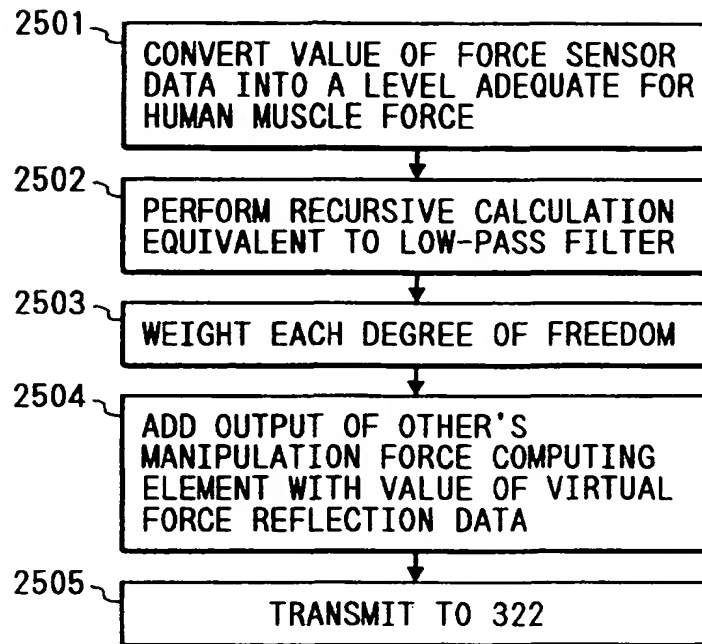 2501
CONVERT VALUE OF FORCE SENSOR
DATA INTO A LEVEL ADEQUATE FOR
HUMAN MUSCLE FORCE
2502
PERFORM RECURSIVE CALCULATION
EQUIVALENT TO LOW-PASS FILTER
2503
WEIGHT EACH DEGREE OF FREEDOM
2504
ADD OUTPUT OF OTHER'S
MANIPULATION FORCE COMPUTING
ELEMENT WITH VALUE OF VIRTUAL
FORCE REFLECTION DATA
2505
TRANSMIT TO 322